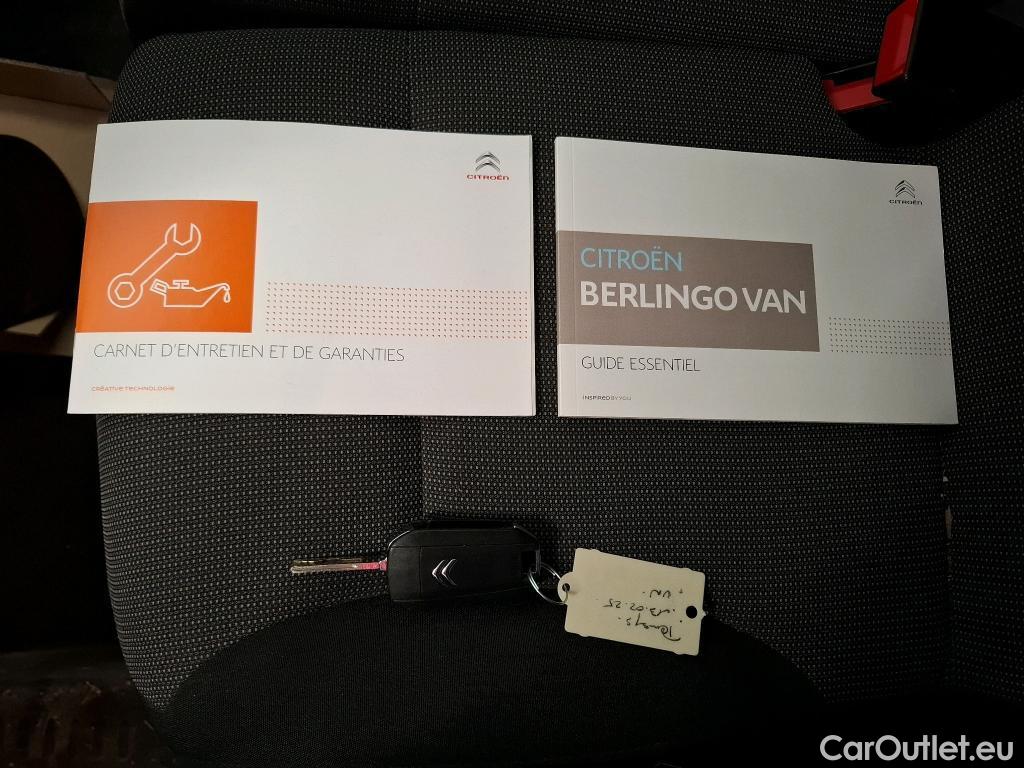 CITROËN
CARNET D'ENTRETIEN ET DE GARANTIES
CRÉATIVE TECHNOLOGIE
CITROËN
CITROËN
BERLINGO VAN
GUIDE ESSENTIEL
INSPIRED BY YOU
CarOutlet.eu